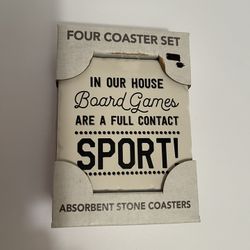 FOUR COASTER SET
IN OUR HOUSE
Board Games
ARE A FULL CONTACT
SPORT!
ABSORBENT STONE COASTERS